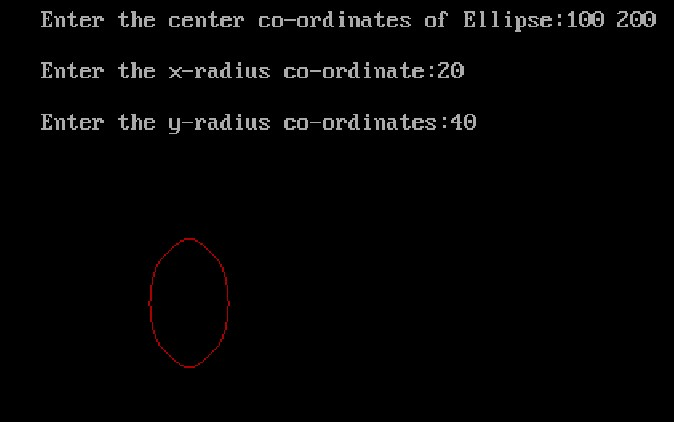 Enter the center co-ordinates of Ellipse:100 200
Enter the x-radius co-ordinate:20
Enter the y-radius co-ordinates:40